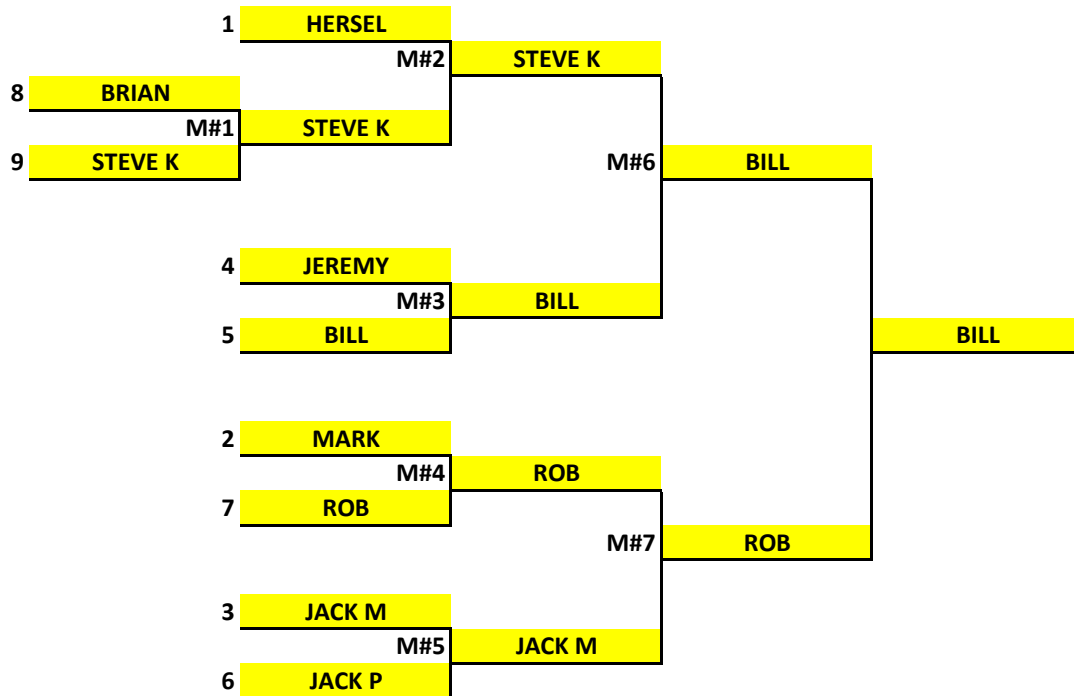 1 HERSEL
M#2 STEVE K
8 BRIAN
M#1 STEVE K
9 STEVE K
M#6 BILL
4 JEREMY
M#3 BILL
5 BILL
BILL
2 MARK
M#4 ROB
7 ROB
M#7 ROB
3 JACK M
M#5 JACK M
6 JACK P